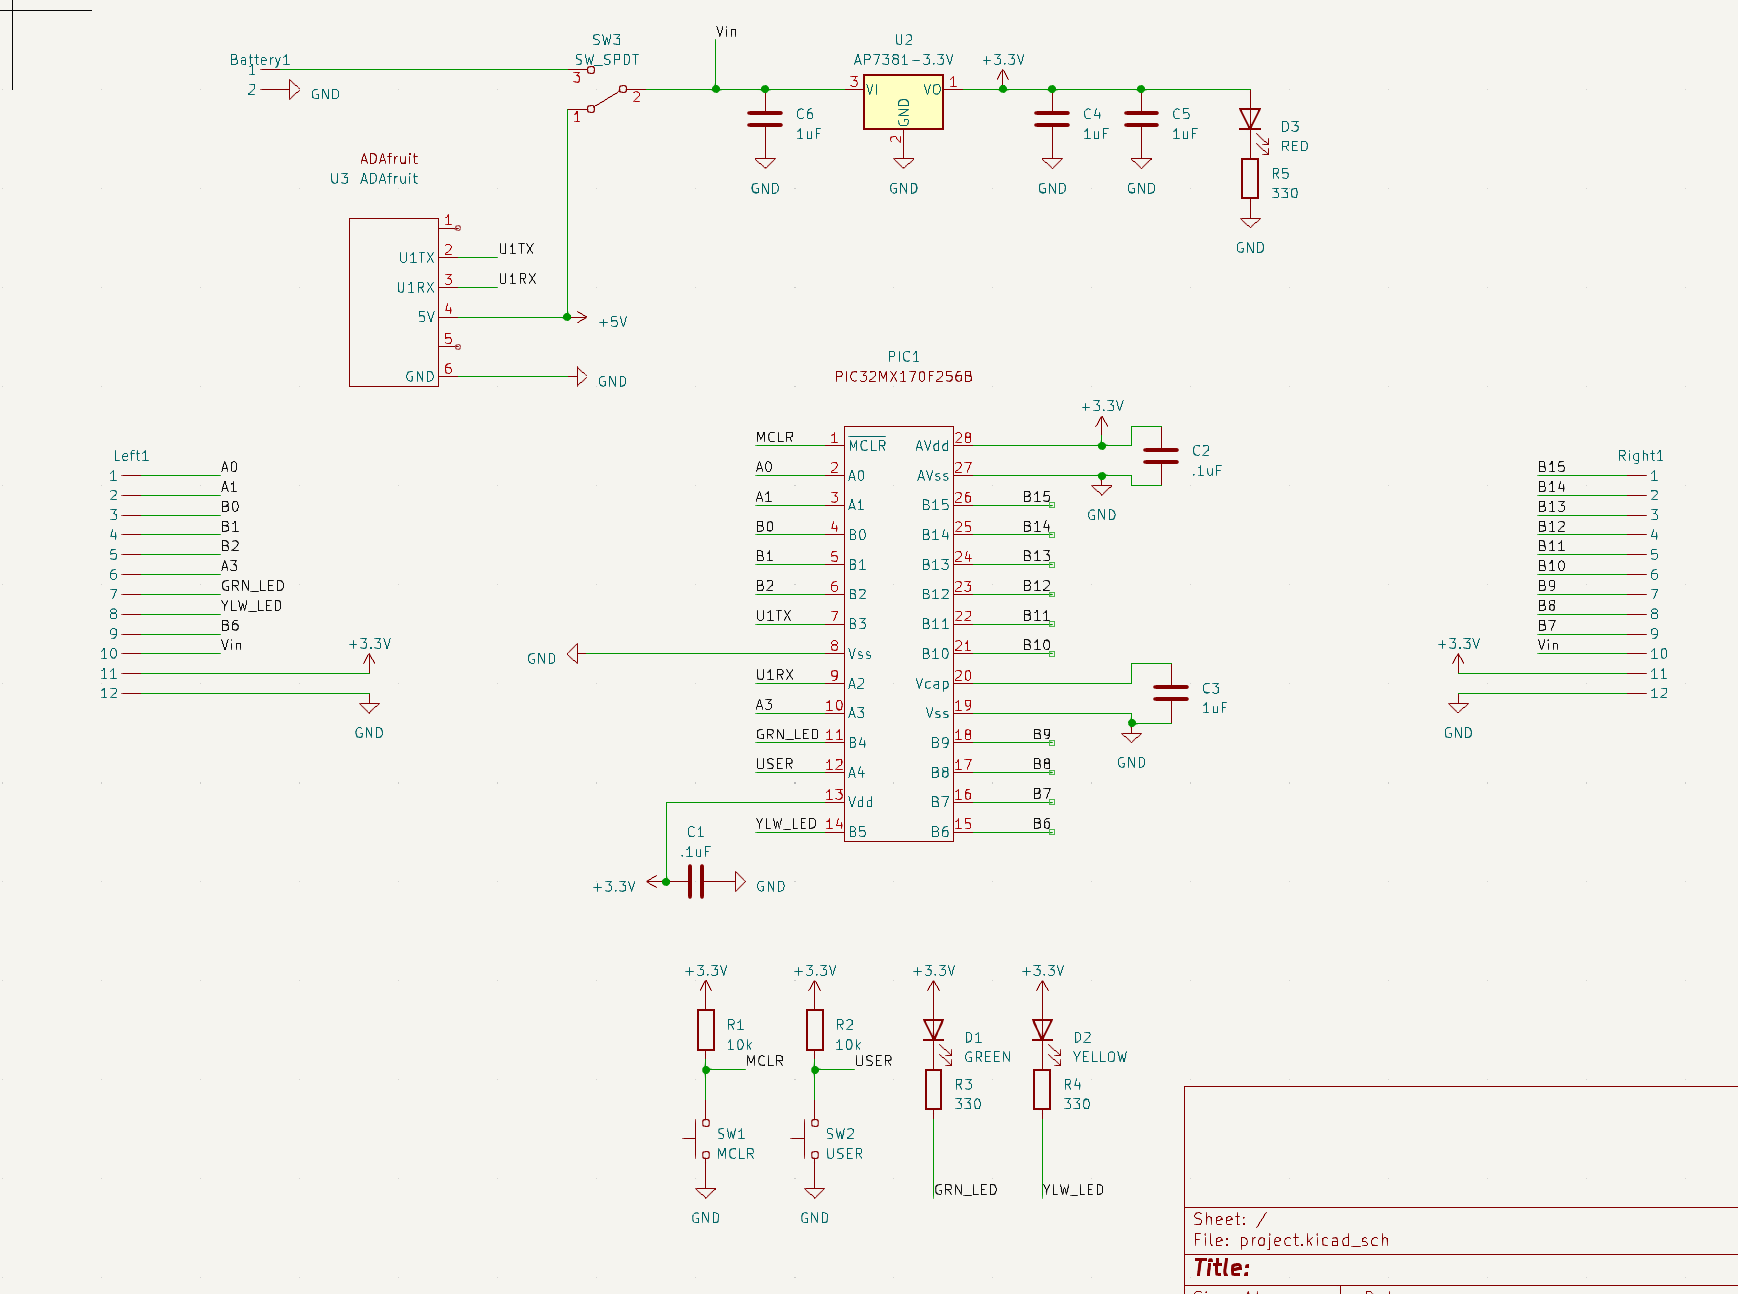 Battery1
1
2
GND
SW3
SW_SPDT
3
2
1
Vin
C6
1uF
GND
U2
AP7381-3.3V
3
VI
VO
1
GND
2
GND
+3.3V
C4
1uF
GND
C5
1uF
GND
D3
RED
R5
330
GND
ADAfruit
U3 ADAfruit
1
U1TX 2 U1TX
U1RX 3 U1RX
5V 4 +5V
5
GND 6 GND
PIC1
PIC32MX170F256B
MCLR 1 MCLR
A0 2 A0
A1 3 A1
B0 4 B0
B1 5 B1
B2 6 B2
U1TX 7 B3
GND 8 Vss
U1RX 9 A2
A3 10 A3
GRN_LED 11 B4
USER 12 A4
13 Vdd
YLW_LED 14 B5
AVdd 28
AVss 27
B15 26 B15
B14 25 B14
B13 24 B13
B12 23 B12
B11 22 B11
B10 21 B10
Vcap 20
Vss 19
B9 18 B9
B8 17 B8
B7 16 B7
B6 15 B6
+3.3V
C2
.1uF
GND
C3
1uF
GND
C1
.1uF
+3.3V
GND
Left1
1 A0
2 A1
3 B0
4 B1
5 B2
6 A3
7 GRN_LED
8 YLW_LED
9 B6
10 Vin
11 +3.3V
12
GND
Right1
B15 1
B14 2
B13 3
B12 4
B11 5
B10 6
B9 7
B8 8
B7 9
Vin 10
+3.3V 11
12
GND
+3.3V
R1
10k
MCLR
SW1
MCLR
GND
+3.3V
R2
10k
USER
SW2
USER
GND
+3.3V
D1
GREEN
R3
330
GRN_LED
+3.3V
D2
YELLOW
R4
330
YLW_LED
Sheet: /
File: project.kicad_sch
Title: